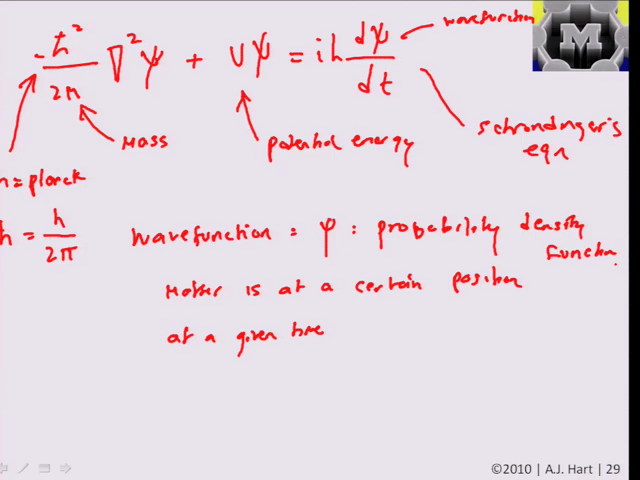 -ħ²/2m ∇²ψ + Uψ = iħ dψ/dt
wavefunction
M
mass
potential energy
Schrondinger's
eqn
h = planck
ħ = h/2π
wavefunction = ψ : probability density
function
matter is at a certain position
at a given time
©2010 | A.J. Hart | 29